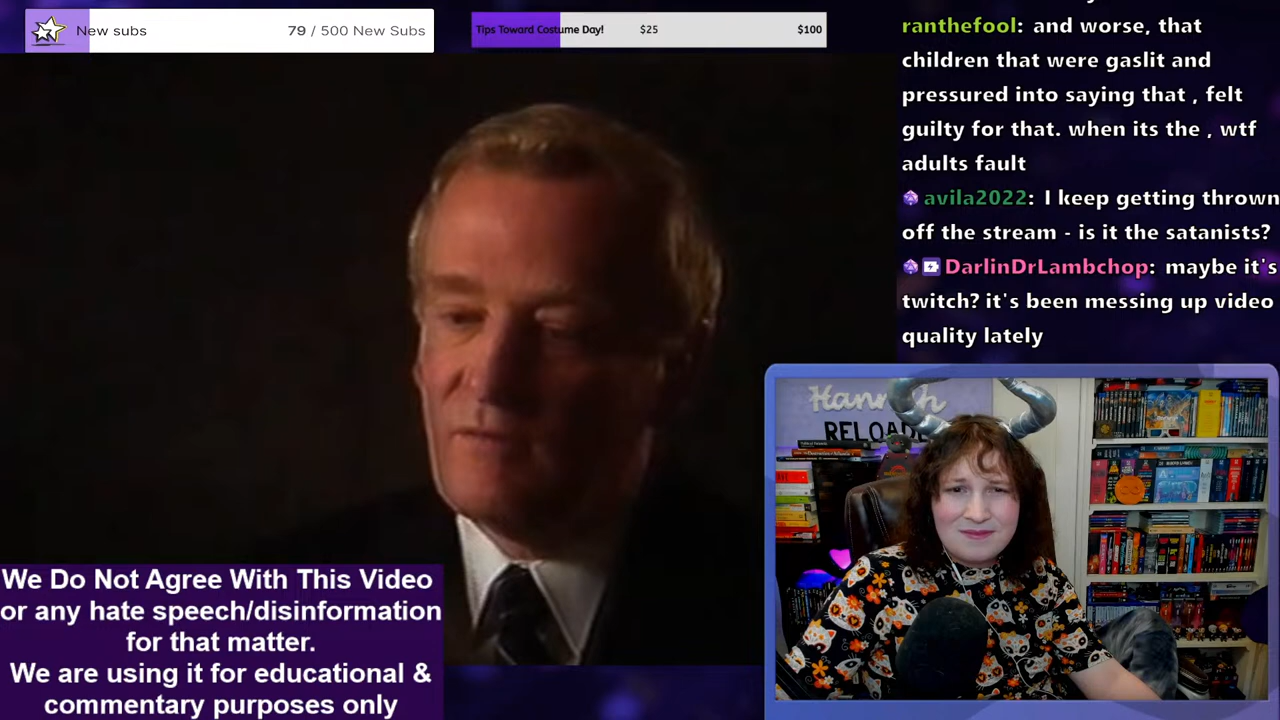 New subs
79 / 500 New Subs
Tips Toward Costume Day!
$25
$100
ranthefool: and worse, that
children that were gaslit and
pressured into saying that , felt
guilty for that. when its the , wtf
adults fault
avila2022: I keep getting thrown
off the stream - is it the satanists?
DarlinDrLambchop: maybe it's
twitch? it's been messing up video
quality lately
We Do Not Agree With This Video
or any hate speech/disinformation
for that matter.
We are using it for educational &
commentary purposes only
RELOADE